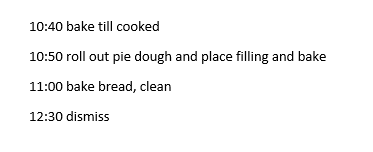 10:40 bake till cooked
10:50 roll out pie dough and place filling and bake
11:00 bake bread, clean
12:30 dismiss